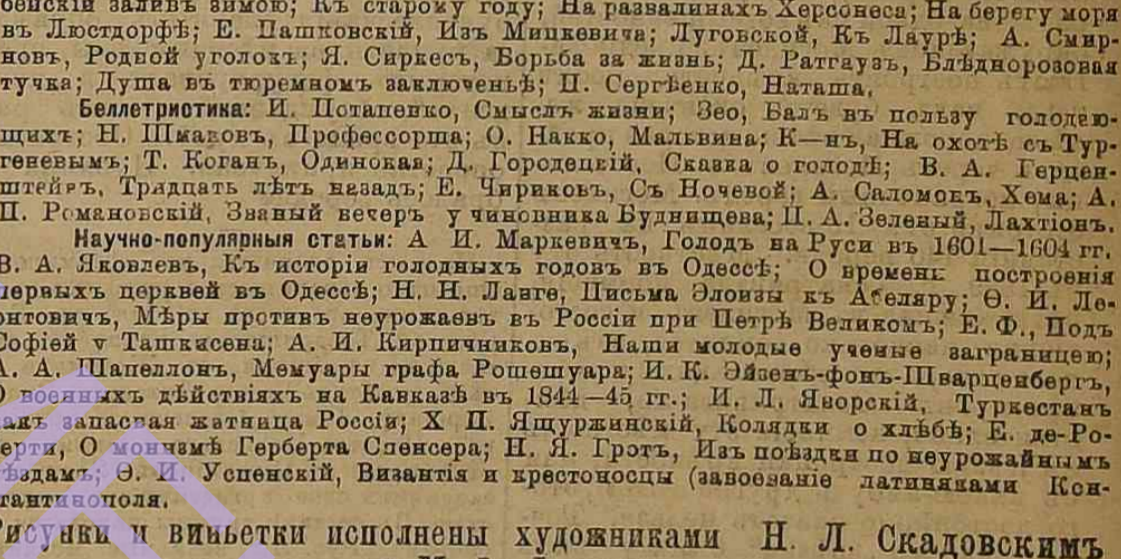 бенскій заливъ зимою; Къ старому году; На развалинахъ Херсонеса; На берегу моря
въ Люстдорфѣ; Е. Пашковскій, Изъ Мицкевича; Луговской, Къ Лаурѣ; А. Смир-
новъ, Родной уголокъ; Я. Сиркесъ, Борьба за жизнь; Д. Ратгаузъ, Блѣднорозовая
тучка; Душа въ тюремномъ заключеньѣ; П. Сергѣенко, Наташа.
Беллетристика: И. Потапенко, Смыслъ жизни; Зео, Балъ въ пользу голодаю-
щихъ; Н. Шмаковъ, Профессорша; О. Накко, Мальвина; К—нъ, На охотѣ съ Тур-
геневымъ; Т. Коганъ, Одинокая; Д. Городецкій, Сказка о голодѣ; В. А. Герцен-
штейнъ, Тридцать лѣтъ назадъ; Е. Чириковъ, Съ Ночевой; А. Саломонъ, Хома; А.
П. Романовскій, Званый вечеръ у чиновника Буднищева; П. А. Зеленый, Лахтіонъ.
Научно-популярныя статьи: А И. Маркевичъ, Голодъ на Руси въ 1601—1604 гг.
В. А. Яковлевъ, Къ исторіи голодныхъ годовъ въ Одессѣ; О времени построенія
первыхъ церквей въ Одессѣ; Н. Н. Ланге, Письма Элоизы къ Абеляру; Ѳ. И. Ле-
онтовичъ, Мѣры противъ неурожаевъ въ Россіи при Петрѣ Великомъ; Е. Ф., Подъ
Софіей у Ташкисена; А. И. Кирпичниковъ, Наши молодые ученые заграницею;
А. А. Шапеллонъ, Мемуары графа Рошешуара; И. К. Эйзенъ-фонъ-Шварценбергъ,
О военныхъ дѣйствіяхъ на Кавказѣ въ 1844—45 гг.; И. Л. Яворскій, Туркестанъ
какъ запасная житница Россіи; Х П. Ящуржинскій, Колядки о хлѣбѣ; Е. де-Ро-
берти, О монизмѣ Герберта Спенсера; Н. Я. Гротъ, Изъ поѣздки по неурожайнымъ
уѣздамъ; Ѳ. И. Успенскій, Византія и крестоносцы (завоеваніе латинянами Кон-
стантинополя.
Рисунки и виньетки исполнены художниками Н. Л. Скадовскимъ